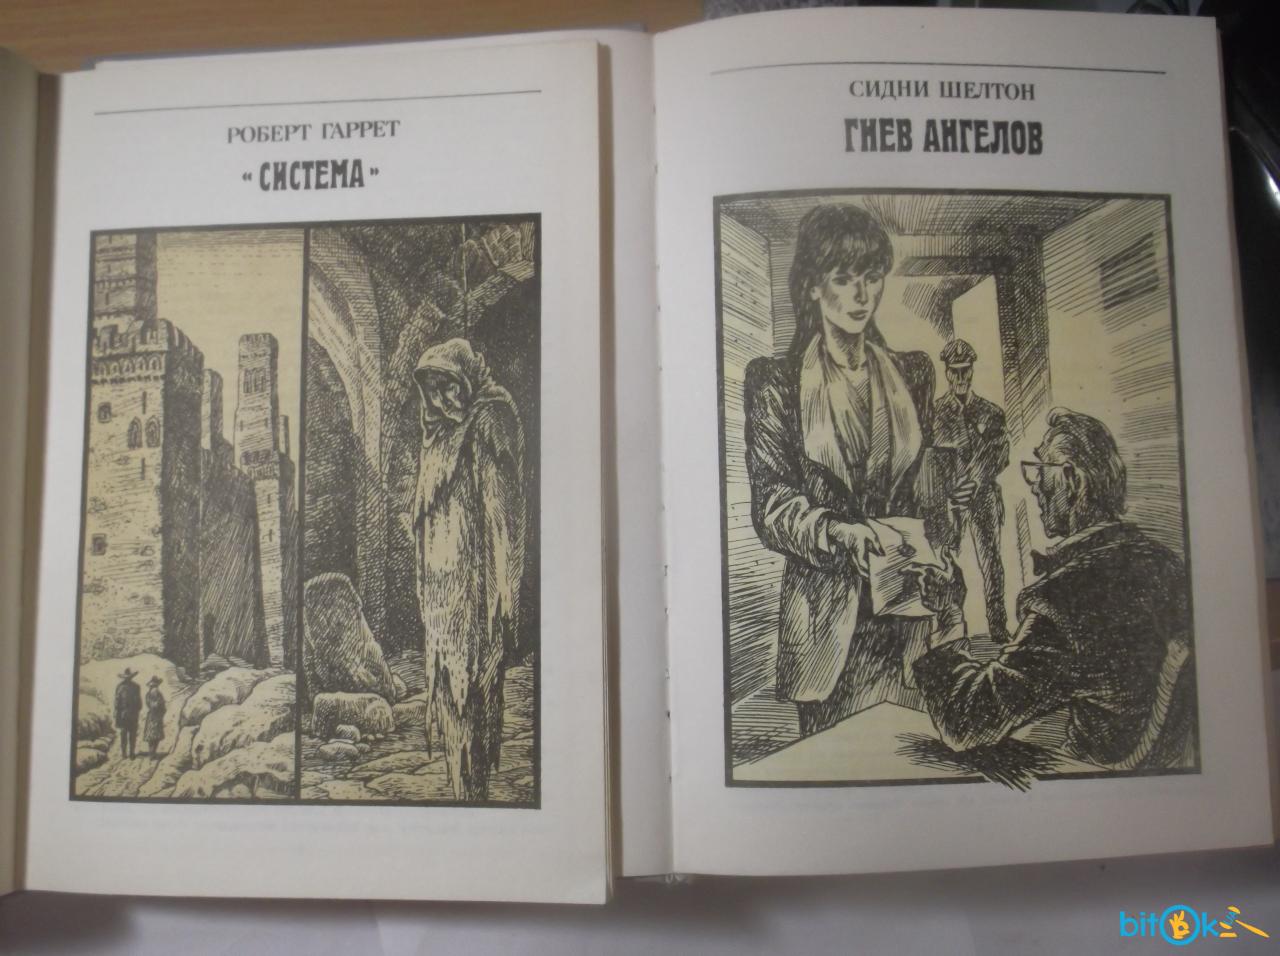 РОБЕРТ ГАРРЕТ
«СИСТЕМА»
СИДНИ ШЕЛТОН
ГНЕВ АНГЕЛОВ
bitOk